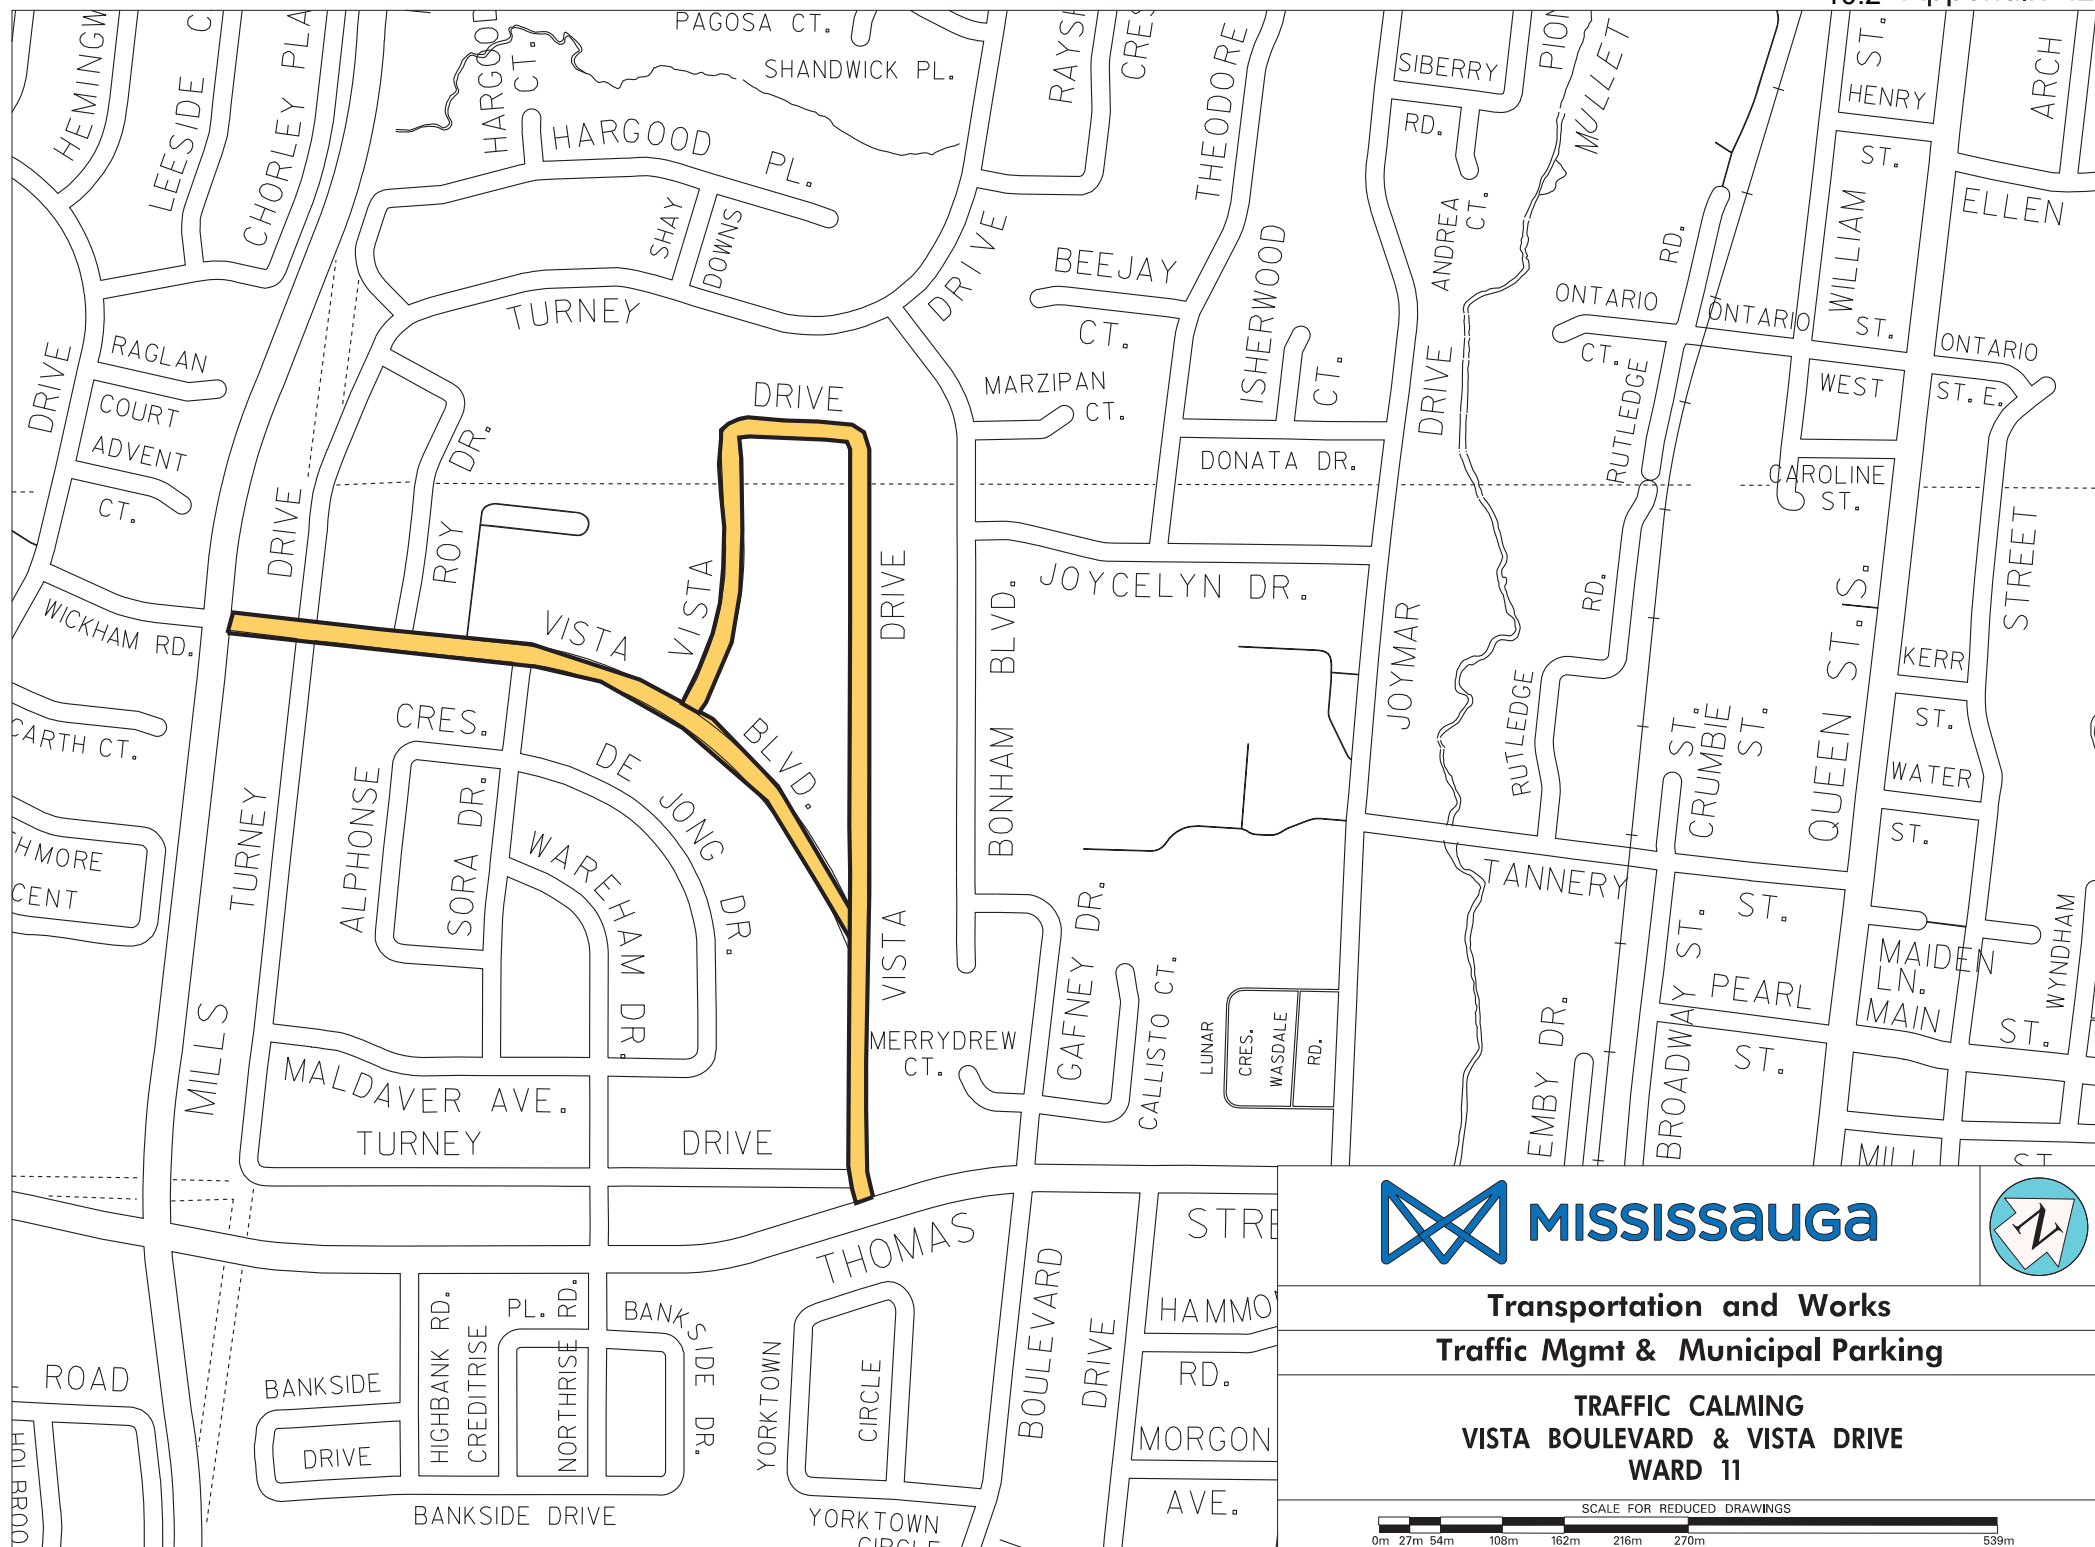 PAGOSA CT.
SHANDWICK PL.
HARGOOD
CT.
HARGOOD
PL.
LEESIDE C
CHORLEY PLA
HEMINGW
RAYSH
CRES
THEODORE
SIBERRY
RD.
PION
MULLET
HENRY
ST.
ST.
ARCH
ELLEN
WILLIAM
ST.
SHAY
DOWNS
DRIVE
TURNEY
BEEJAY
CT.
ISHERWOOD
CT.
ANDREA
CT.
DRIVE
RD.
ONTARIO
CT.
ONTARIO
ONTARIO
ST. E.
WEST
RAGLAN
COURT
ADVENT
CT.
DRIVE
DRIVE
DR.
ROY
DRIVE
MARZIPAN
CT.
DONATA DR.
RUTLEDGE
CAROLINE
ST.
WICKHAM RD.
VISTA
VISTA
DRIVE
BLVD.
JOYCELYN DR.
BONHAM BLVD.
JOYMAR
RD.
RUTLEDGE
QUEEN ST. S.
STREET
KERR
ST.
WATER
ST.
ST.
CRUMBIE
ST.
CARTH CT.
CRES.
ALPHONSE
SORA DR.
DE
JONG
DR.
WAREHAM DR.
TURNEY
HMORE
CENT
MILLS
VISTA
TANNERY
ST.
GAFNEY DR.
CALLISTO CT.
MERRYDREW
CT.
LUNAR
CRES.
WASDALE
RD.
EMBY DR.
BROADWAY ST.
PEARL
ST.
MAIDEN
LN.
MAIN
ST.
WYNDHAM
MALDAVER AVE.
TURNEY
DRIVE
MILL
ST
THOMAS
STRE
HAMMO
RD.
MORGON
AVE.
BOULEVARD
DRIVE
ROAD
HOLBROO
BANKSIDE
DRIVE
HIGHBANK RD.
CREDITRISE
PL.
NORTHRISE RD.
BANKSIDE DR.
BANKSIDE DRIVE
YORKTOWN
CIRCLE
YORKTOWN
CIRCLE
MISSISSauGa
N
Transportation and Works
Traffic Mgmt & Municipal Parking
TRAFFIC CALMING
VISTA BOULEVARD & VISTA DRIVE
WARD 11
SCALE FOR REDUCED DRAWINGS
0m 27m 54m 108m 162m 216m 270m 539m